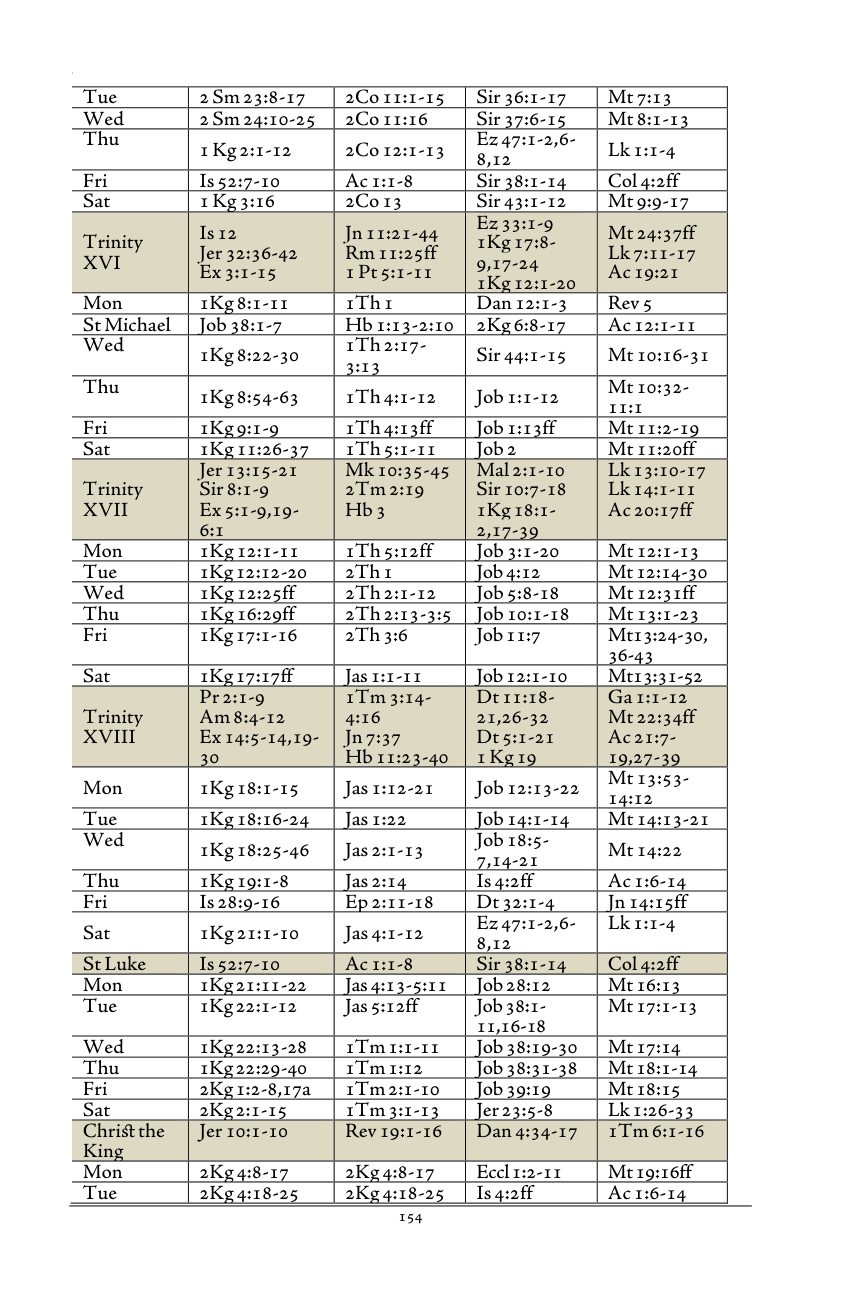 Tue 2 Sm 23:8-17 2Co 11:1-15 Sir 36:1-17 Mt 7:13
Wed 2 Sm 24:10-25 2Co 11:16 Sir 37:6-15 Mt 8:1-13
Thu 1 Kg 2:1-12 2Co 12:1-13 Ez 47:1-2,6-
8,12 Lk 1:1-4
Fri Is 52:7-10 Ac 1:1-8 Sir 38:1-14 Col 4:2ff
Sat 1 Kg 3:16 2Co 13 Sir 43:1-12 Mt 9:9-17
Trinity
XVI
Is 12
Jer 32:36-42
Ex 3:1-15
Jn 11:21-44
Rm 11:25ff
1 Pt 5:1-11
Ez 33:1-9
1Kg 17:8-
9,17-24
1Kg 12:1-20
Mt 24:37ff
Lk 7:11-17
Ac 19:21
Mon 1Kg 8:1-11 1Th 1 Dan 12:1-3 Rev 5
St Michael Job 38:1-7 Hb 1:13-2:10 2Kg 6:8-17 Ac 12:1-11
Wed 1Kg 8:22-30 1Th 2:17-
3:13 Sir 44:1-15 Mt 10:16-31
Thu 1Kg 8:54-63 1Th 4:1-12 Job 1:1-12 Mt 10:32-
11:1
Fri 1Kg 9:1-9 1Th 4:13ff Job 1:13ff Mt 11:2-19
Sat 1Kg 11:26-37 1Th 5:1-11 Job 2 Mt 11:20ff
Trinity
XVII
Jer 13:15-21
Sir 8:1-9
Ex 5:1-9,19-
6:1
Mk 10:35-45
2Tm 2:19
Hb 3
Mal 2:1-10
Sir 10:7-18
1Kg 18:1-
2,17-39
Lk 13:10-17
Lk 14:1-11
Ac 20:17ff
Mon 1Kg 12:1-11 1Th 5:12ff Job 3:1-20 Mt 12:1-13
Tue 1Kg 12:12-20 2Th 1 Job 4:12 Mt 12:14-30
Wed 1Kg 12:25ff 2Th 2:1-12 Job 5:8-18 Mt 12:31ff
Thu 1Kg 16:29ff 2Th 2:13-3:5 Job 10:1-18 Mt 13:1-23
Fri 1Kg 17:1-16 2Th 3:6 Job 11:7 Mt13:24-30,
36-43
Sat 1Kg 17:17ff Jas 1:1-11 Job 12:1-10 Mt13:31-52
Trinity
XVIII
Pr 2:1-9
Am 8:4-12
Ex 14:5-14,19-
30
1Tm 3:14-
4:16
Jn 7:37
Hb 11:23-40
Dt 11:18-
21,26-32
Dt 5:1-21
1 Kg 19
Ga 1:1-12
Mt 22:34ff
Ac 21:7-
19,27-39
Mon 1Kg 18:1-15 Jas 1:12-21 Job 12:13-22 Mt 13:53-
14:12
Tue 1Kg 18:16-24 Jas 1:22 Job 14:1-14 Mt 14:13-21
Wed 1Kg 18:25-46 Jas 2:1-13 Job 18:5-
7,14-21 Mt 14:22
Thu 1Kg 19:1-8 Jas 2:14 Is 4:2ff Ac 1:6-14
Fri Is 28:9-16 Ep 2:11-18 Dt 32:1-4 Jn 14:15ff
Sat 1Kg 21:1-10 Jas 4:1-12 Ez 47:1-2,6-
8,12 Lk 1:1-4
St Luke Is 52:7-10 Ac 1:1-8 Sir 38:1-14 Col 4:2ff
Mon 1Kg 21:11-22 Jas 4:13-5:11 Job 28:12 Mt 16:13
Tue 1Kg 22:1-12 Jas 5:12ff Job 38:1-
11,16-18 Mt 17:1-13
Wed 1Kg 22:13-28 1Tm 1:1-11 Job 38:19-30 Mt 17:14
Thu 1Kg 22:29-40 1Tm 1:12 Job 38:31-38 Mt 18:1-14
Fri 2Kg 1:2-8,17a 1Tm 2:1-10 Job 39:19 Mt 18:15
Sat 2Kg 2:1-15 1Tm 3:1-13 Jer 23:5-8 Lk 1:26-33
Christ the
King Jer 10:1-10 Rev 19:1-16 Dan 4:34-17 1Tm 6:1-16
Mon 2Kg 4:8-17 2Kg 4:8-17 Eccl 1:2-11 Mt 19:16ff
Tue 2Kg 4:18-25 2Kg 4:18-25 Is 4:2ff Ac 1:6-14
154